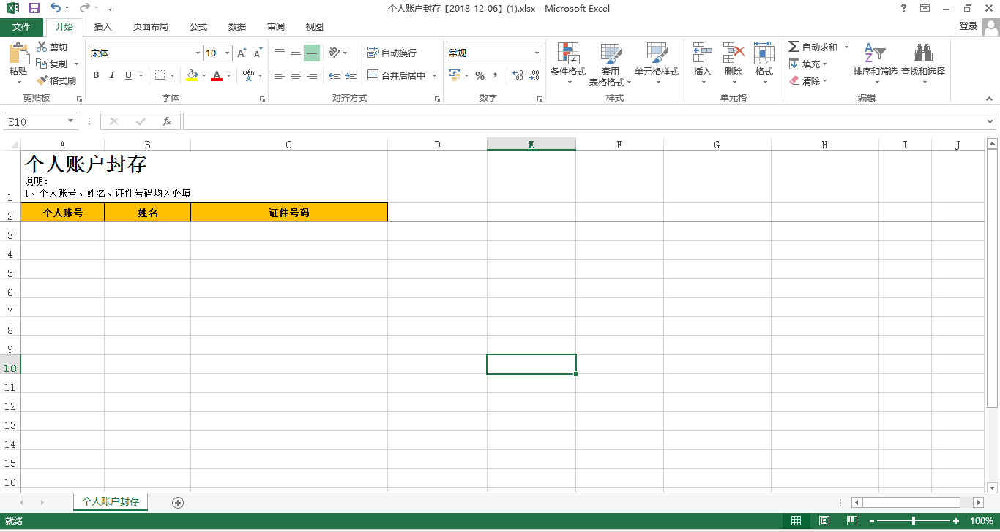 个人账户封存【2018-12-06】(1).xlsx - Microsoft Excel
?
文件 开始 插入 页面布局 公式 数据 审阅 视图 登录
粘贴 剪切 复制 格式刷
剪贴板
宋体 10 A A
B I U A wén 文
字体
自动换行
合并后居中
对齐方式
常规
% , .0 .00 .00 .0
数字
条件格式 套用 表格格式 单元格样式
样式
插入 删除 格式
单元格
Σ 自动求和 填充 清除
A Z 排序和筛选 查找和选择
编辑
E10 fx
A B C D E F G H I J
个人账户封存
说明:
1、个人账号、姓名、证件号码均为必填
1
2 个人账号 姓名 证件号码
3
4
5
6
7
8
9
10
11
12
13
14
15
16
个人账户封存
就绪 100%